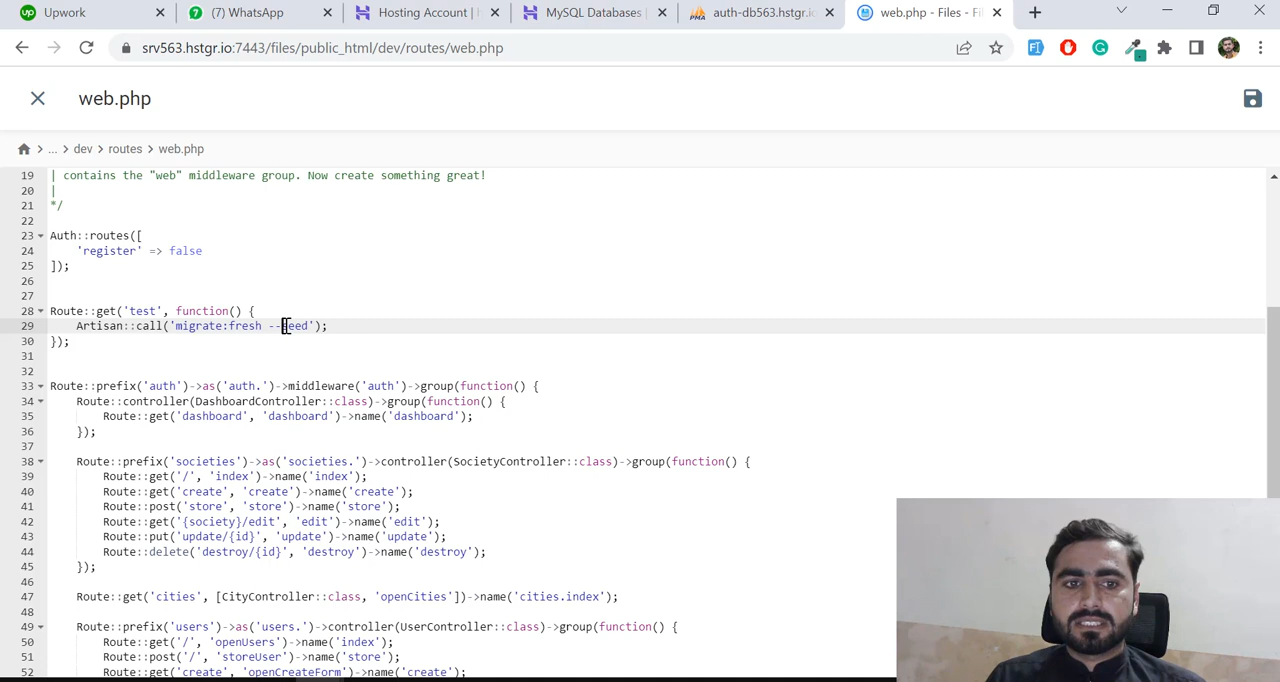 Upwork
(7) WhatsApp
Hosting Account | H
MySQL Databases |
auth-db563.hstgr.io
web.php - Files - Fi
srv563.hstgr.io:7443/files/public_html/dev/routes/web.php
web.php
... > dev > routes > web.php
19 | contains the "web" middleware group. Now create something great!
20 |
21 */
22
23 Auth::routes([
24 'register' => false
25 ]);
26
27
28 Route::get('test', function() {
29 Artisan::call('migrate:fresh --seed');
30 });
31
32
33 Route::prefix('auth')->as('auth.')->middleware('auth')->group(function() {
34 Route::controller(DashboardController::class)->group(function() {
35 Route::get('dashboard', 'dashboard')->name('dashboard');
36 });
37
38 Route::prefix('societies')->as('societies.')->controller(SocietyController::class)->group(function() {
39 Route::get('/', 'index')->name('index');
40 Route::get('create', 'create')->name('create');
41 Route::post('store', 'store')->name('store');
42 Route::get('{society}/edit', 'edit')->name('edit');
43 Route::put('update/{id}', 'update')->name('update');
44 Route::delete('destroy/{id}', 'destroy')->name('destroy');
45 });
46
47 Route::get('cities', [CityController::class, 'openCities'])->name('cities.index');
48
49 Route::prefix('users')->as('users.')->controller(UserController::class)->group(function() {
50 Route::get('/', 'openUsers')->name('index');
51 Route::post('/', 'storeUser')->name('store');
52 Route::get('create', 'openCreateForm')->name('create');